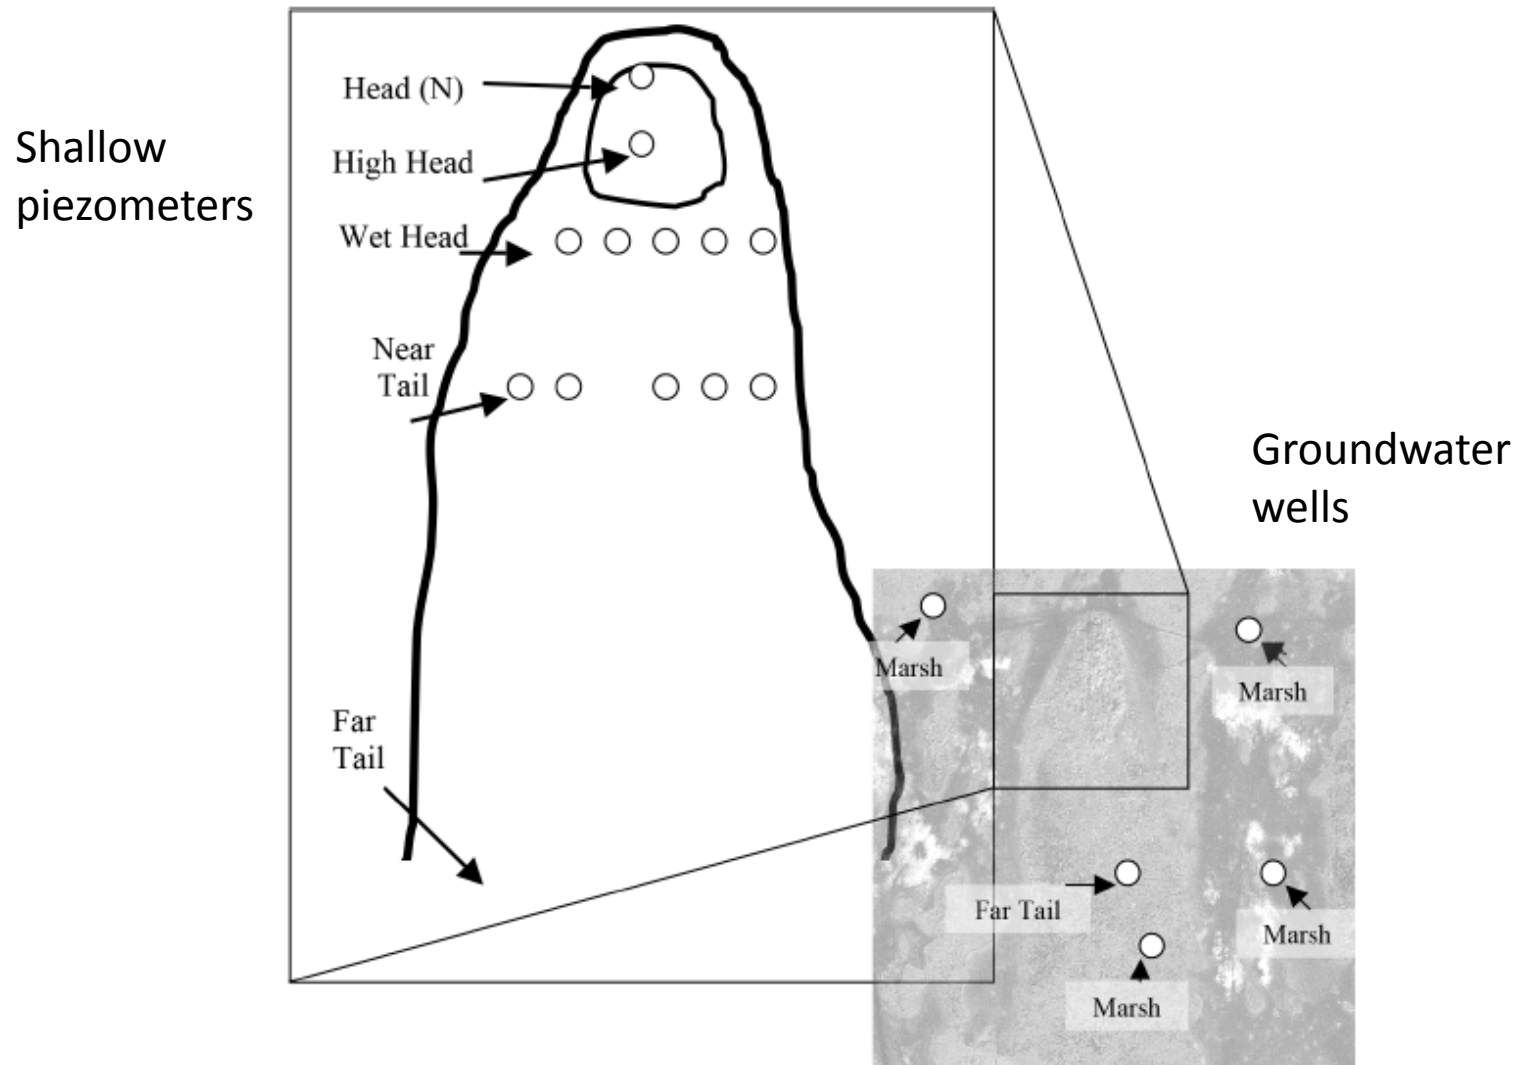 Shallow
piezometers
Head (N)
High Head
Wet Head
Near
Tail
Far
Tail
Groundwater
wells
Marsh
Marsh
Far Tail
Marsh
Marsh